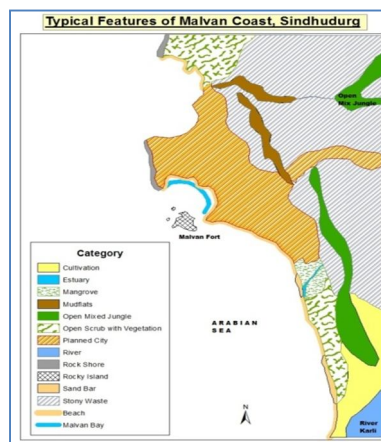 Typical Features of Malvan Coast, Sindhudurg
Open
Mix Jungle
Malvan Fort
Category
Cultivation
Estuary
Mangrove
Mudflats
Open Mixed Jungle
Open Scrub with Vegetation
Planned City
River
Rock Shore
Rocky Island
Sand Bar
Stony Waste
Beach
Malvan Bay
ARABIAN
SEA
N
River
Karli